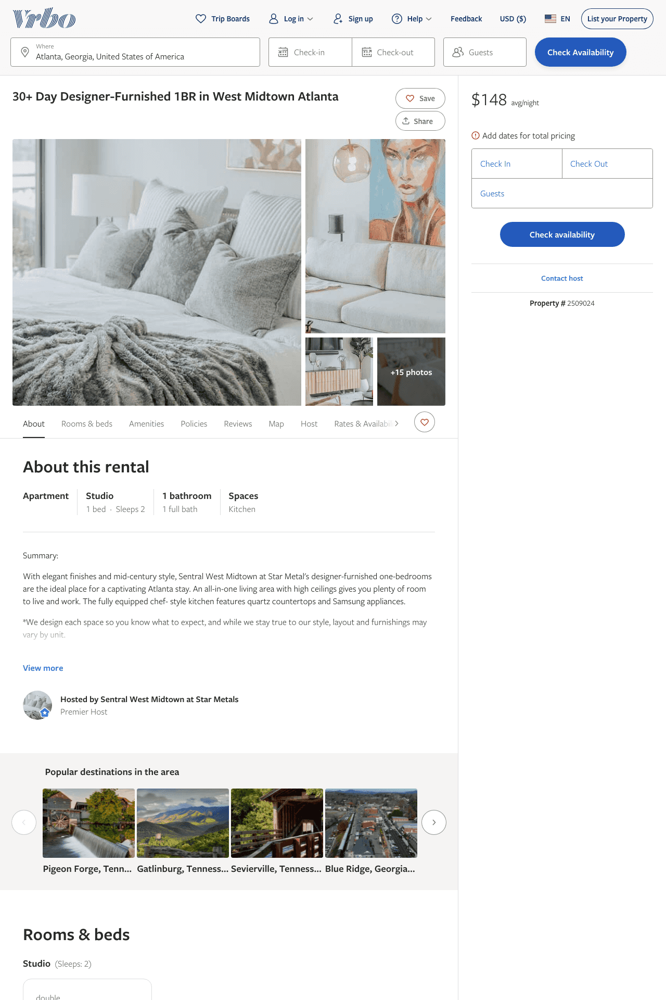 Vrbo
Trip Boards
Log in
Sign up
Help
Feedback
USD ($)
EN
List your Property
Where
Atlanta, Georgia, United States of America
Check-in
Check-out
Guests
Check Availability
30+ Day Designer-Furnished 1BR in West Midtown Atlanta
Save
Share
$148 avg/night
Add dates for total pricing
Check In
Check Out
Guests
Check availability
Contact host
Property # 2509024
+15 photos
About
Rooms & beds
Amenities
Policies
Reviews
Map
Host
Rates & Availabili
About this rental
Apartment
Studio
1 bed · Sleeps 2
1 bathroom
1 full bath
Spaces
Kitchen
Summary:
With elegant finishes and mid-century style, Sentral West Midtown at Star Metal's designer-furnished one-bedrooms
are the ideal place for a captivating Atlanta stay. An all-in-one living area with high ceilings gives you plenty of room
to live and work. The fully equipped chef- style kitchen features quartz countertops and Samsung appliances.
*We design each space so you know what to expect, and while we stay true to our style, layout and furnishings may
vary by unit.
View more
Hosted by Sentral West Midtown at Star Metals
Premier Host
Popular destinations in the area
Pigeon Forge, Tenn...
Gatlinburg, Tenness...
Sevierville, Tenness...
Blue Ridge, Georgia...
Rooms & beds
Studio (Sleeps: 2)
double